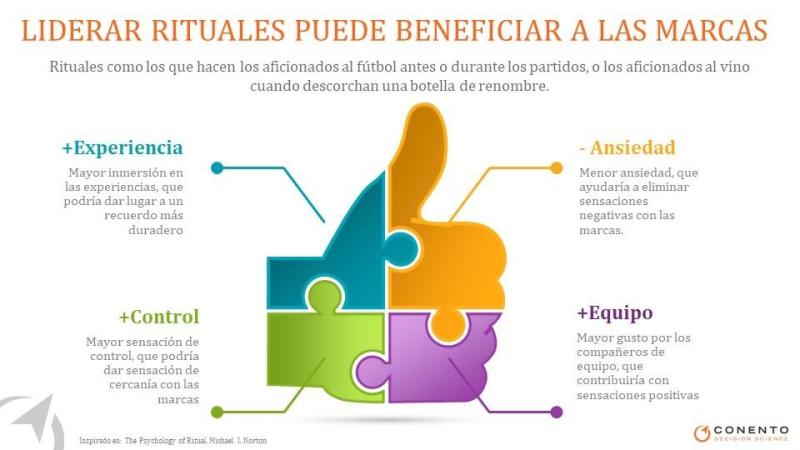 LIDERAR RITUALES PUEDE BENEFICIAR A LAS MARCAS
Rituales como los que hacen los aficionados al fútbol antes o durante los partidos, o los aficionados al vino
cuando descorchan una botella de renombre.
+Experiencia
Mayor inmersión en
las experiencias, que
podría dar lugar a un
recuerdo más
duradero
- Ansiedad
Menor ansiedad, que
ayudaría a eliminar
sensaciones
negativas con las
marcas.
+Control
Mayor sensación de
control, que podría
dar sensación de
cercanía con las
marcas
+Equipo
Mayor gusto por los
compañeros de
equipo, que
contribuiría con
sensaciones positivas
Inspirado en: The Psychology of Ritual. Michael I. Norton
CONENTO
DECISION SCIENCE